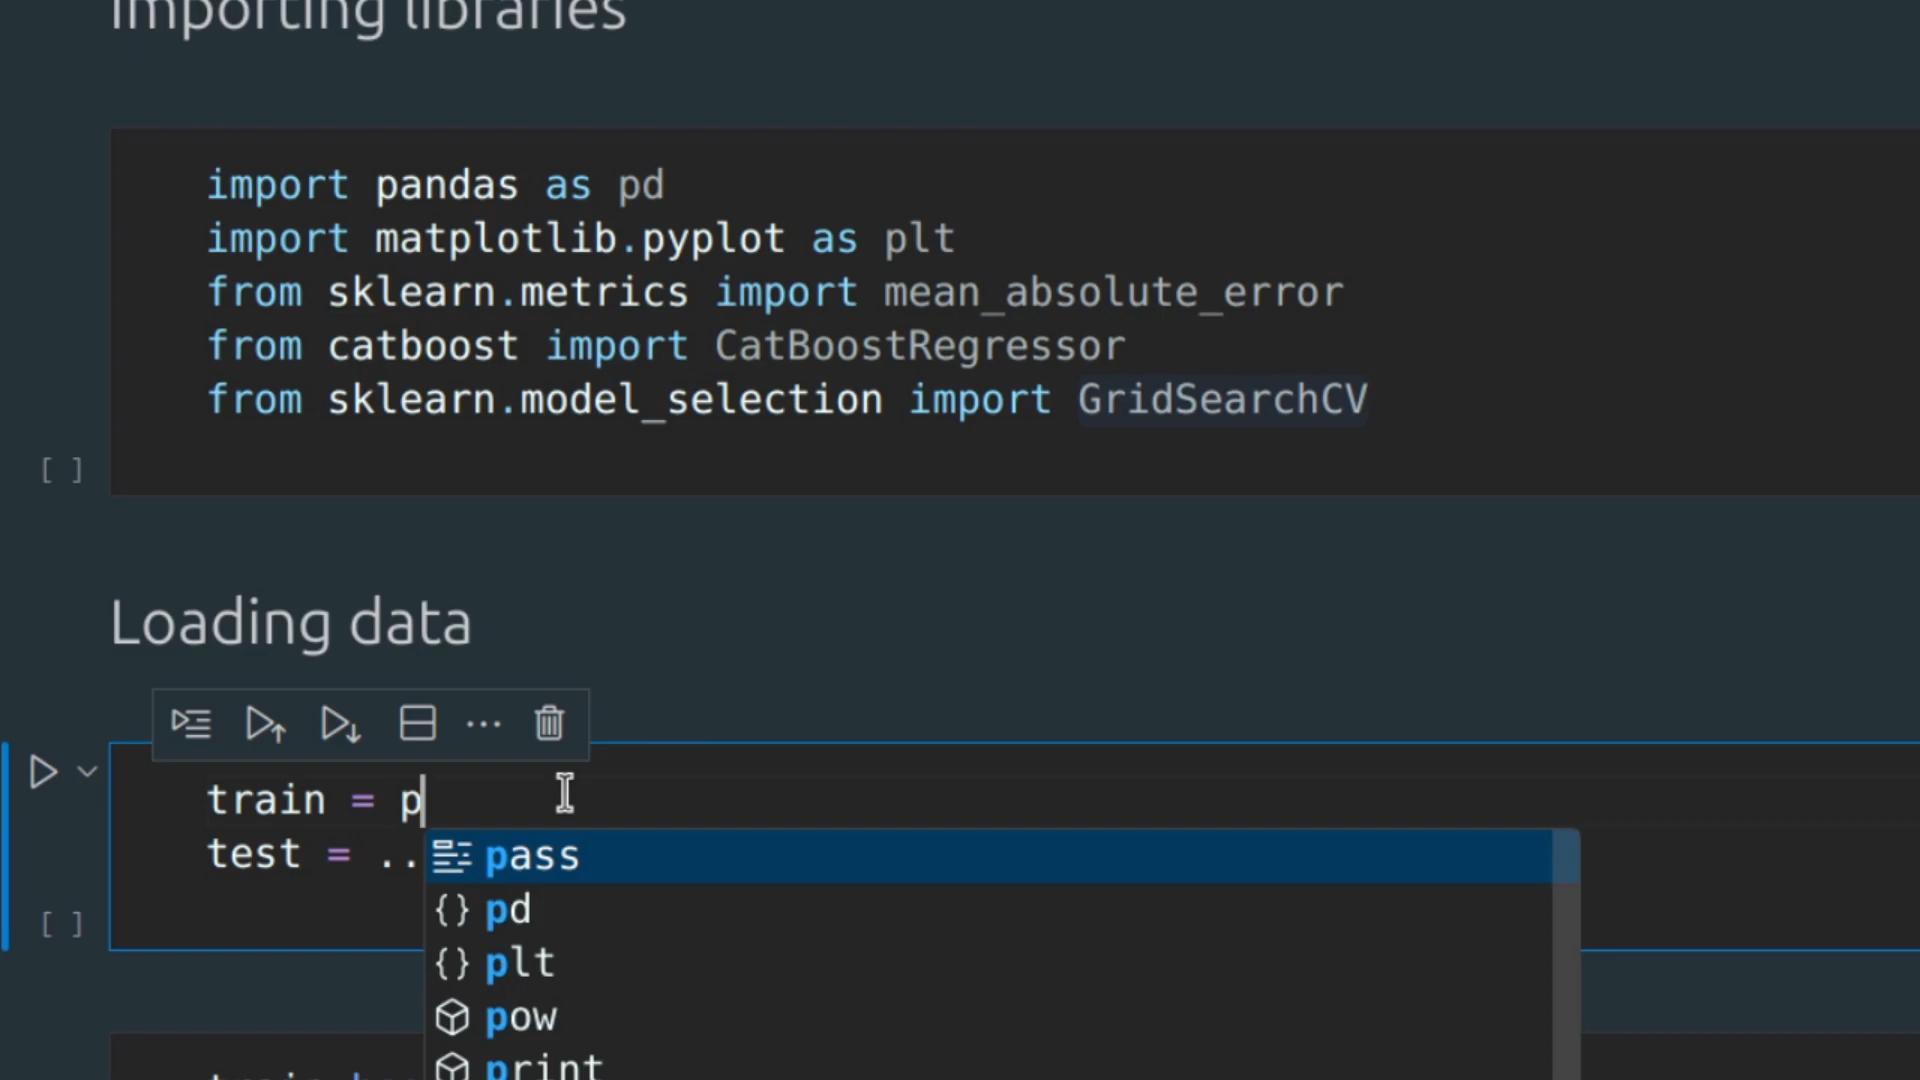 Importing libraries
import pandas as pd
import matplotlib.pyplot as plt
from sklearn.metrics import mean_absolute_error
from catboost import CatBoostRegressor
from sklearn.model_selection import GridSearchCV
[ ]
Loading data
train = p
test = ..
pass
[ ]
{} pd
{} plt
pow
print